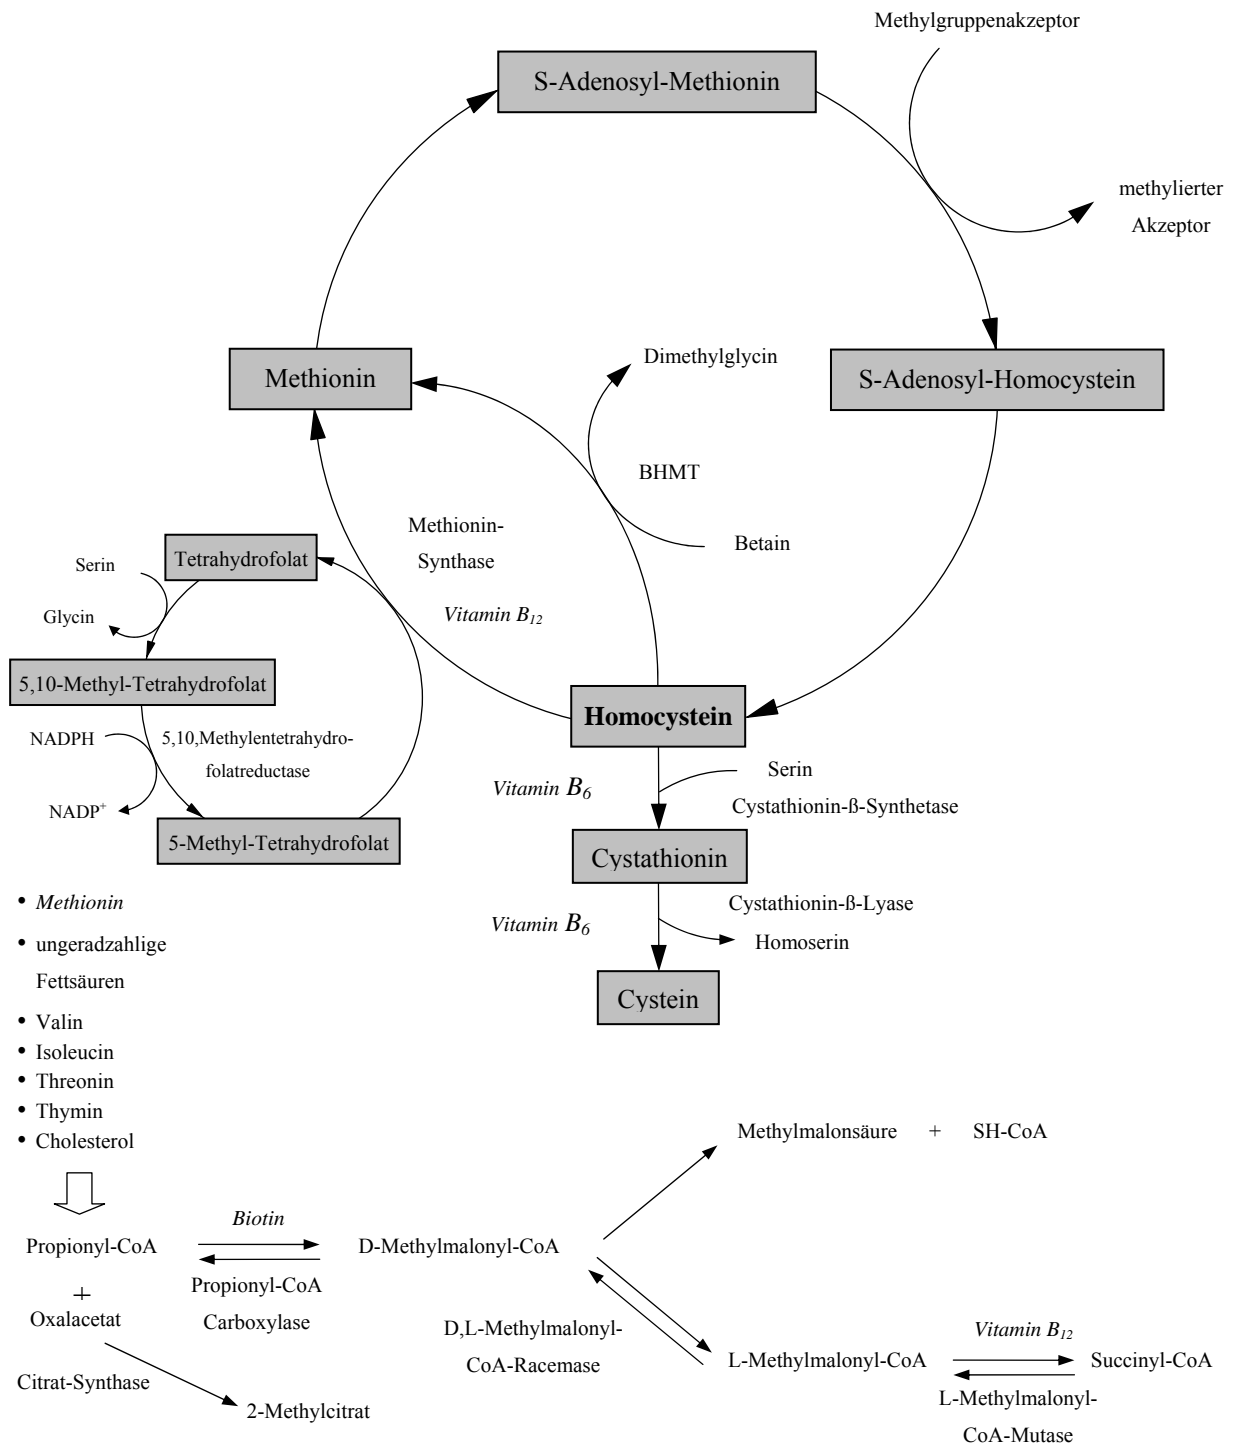 Methylgruppenakzeptor
S-Adenosyl-Methionin
methylierter
Akzeptor
Dimethylglycin
Methionin
S-Adenosyl-Homocystein
BHMT
Methionin-
Synthase
Betain
Tetrahydrofolat
Serin
Glycin
Vitamin B12
5,10-Methyl-Tetrahydrofolat
Homocystein
NADPH
5,10,Methylentetrahydro-
folatreductase
NADP+
Vitamin B6
Serin
Cystathionin-ß-Synthetase
5-Methyl-Tetrahydrofolat
Cystathionin
• Methionin
Vitamin B6
Cystathionin-ß-Lyase
Homoserin
• ungeradzahlige
Fettsäuren
Cystein
• Valin
• Isoleucin
• Threonin
• Thymin
• Cholesterol
Methylmalonsäure + SH-CoA
Biotin
Propionyl-CoA
D-Methylmalonyl-CoA
Propionyl-CoA
Carboxylase
+
Oxalacetat
D,L-Methylmalonyl-
CoA-Racemase
Vitamin B12
L-Methylmalonyl-CoA
Succinyl-CoA
Citrat-Synthase
L-Methylmalonyl-
CoA-Mutase
2-Methylcitrat